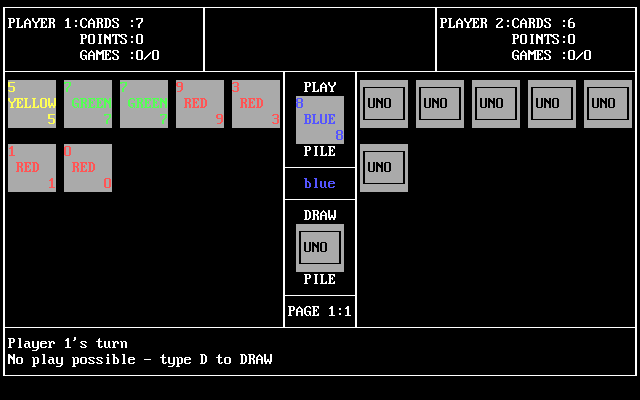 PLAYER 1:CARDS :7
POINTS:0
GAMES :0/0
PLAYER 2:CARDS :6
POINTS:0
GAMES :0/0
5
YELLOW
5
7
GREEN
7
7
GREEN
7
9
RED
9
3
RED
3
1
RED
1
0
RED
0
PLAY
8
BLUE
8
PILE
blue
DRAW
UNO
PILE
PAGE 1:1
UNO
UNO
UNO
UNO
UNO
UNO
Player 1's turn
No play possible - type D to DRAW